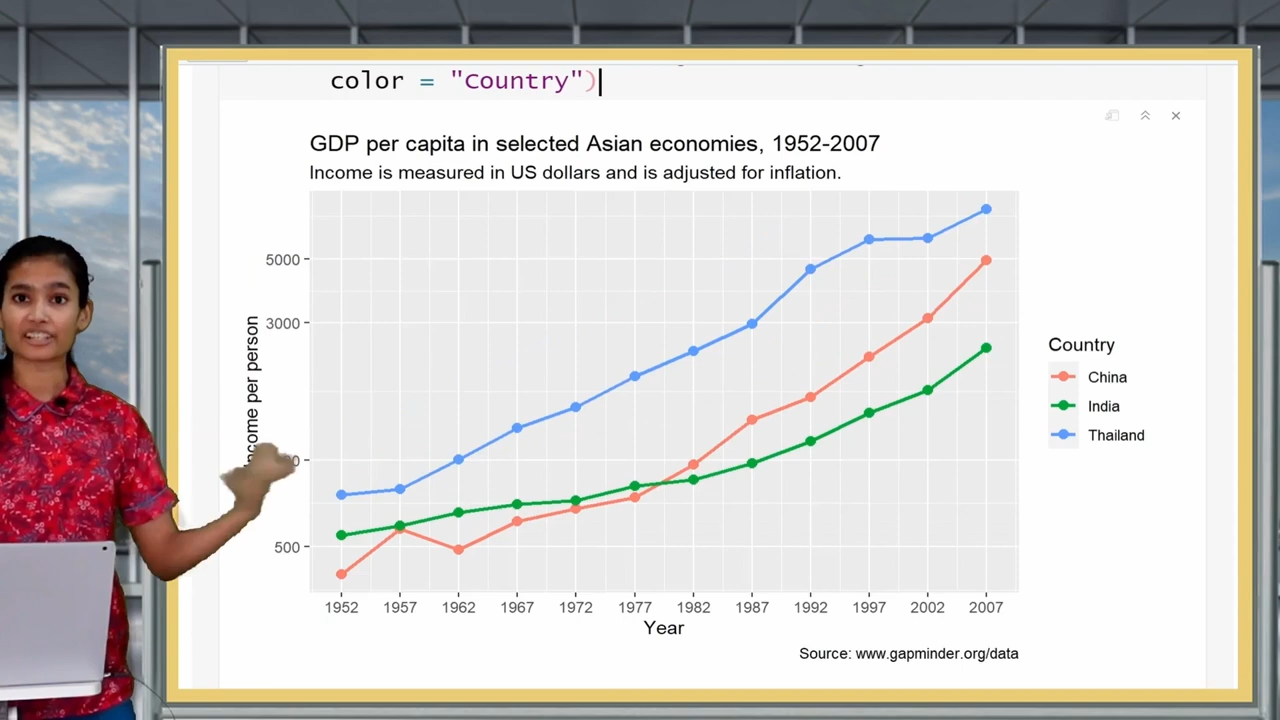 color = "Country")
GDP per capita in selected Asian economies, 1952-2007
Income is measured in US dollars and is adjusted for inflation.
5000
3000
500
per person
1952 1957 1962 1967 1972 1977 1982 1987 1992 1997 2002 2007
Year
Country
China
India
Thailand
Source: www.gapminder.org/data